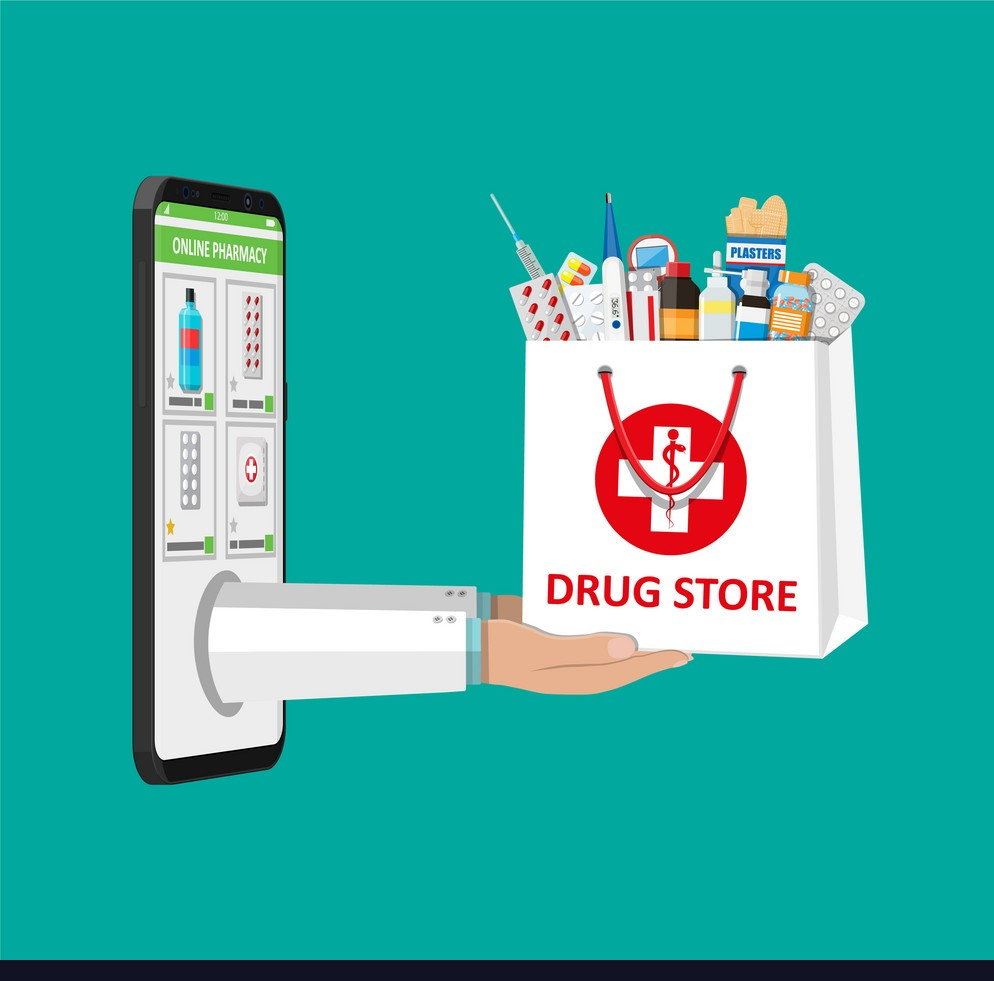 12:00
ONLINE PHARMACY
PLASTERS
36.6°
DRUG STORE